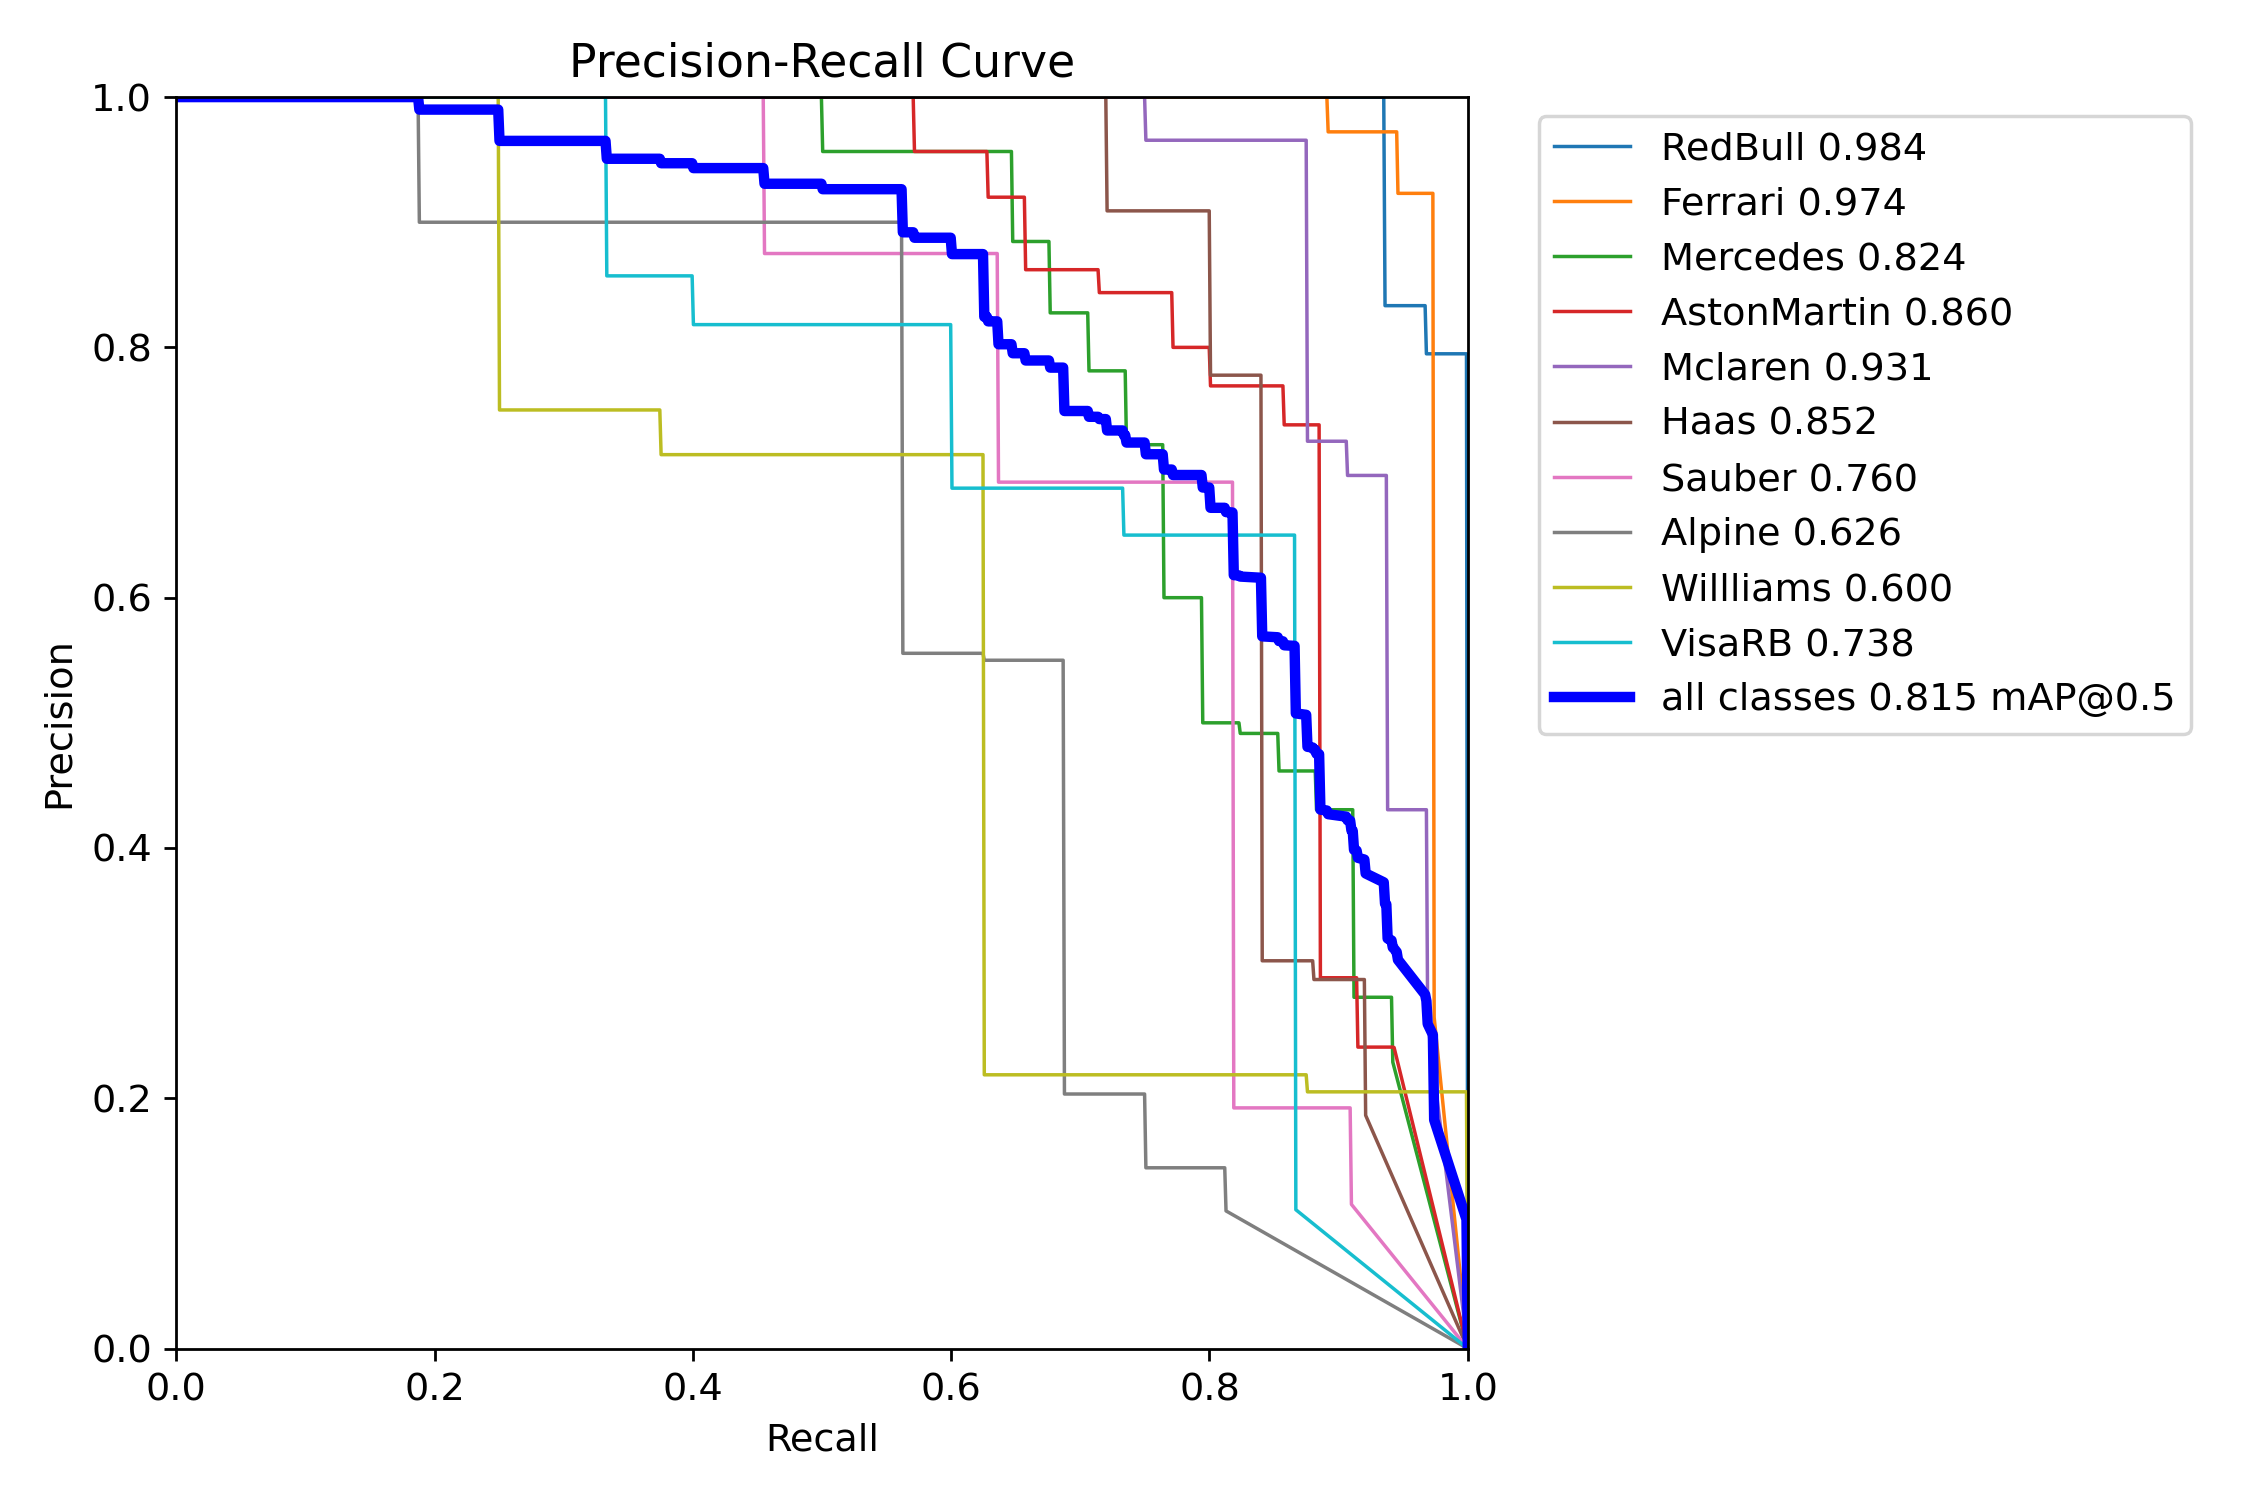 Precision-Recall Curve
1.0
0.8
0.6
0.4
0.2
0.0
Precision
0.0 0.2 0.4 0.6 0.8 1.0
Recall
RedBull 0.984
Ferrari 0.974
Mercedes 0.824
AstonMartin 0.860
Mclaren 0.931
Haas 0.852
Sauber 0.760
Alpine 0.626
Willliams 0.600
VisaRB 0.738
all classes 0.815 mAP@0.5